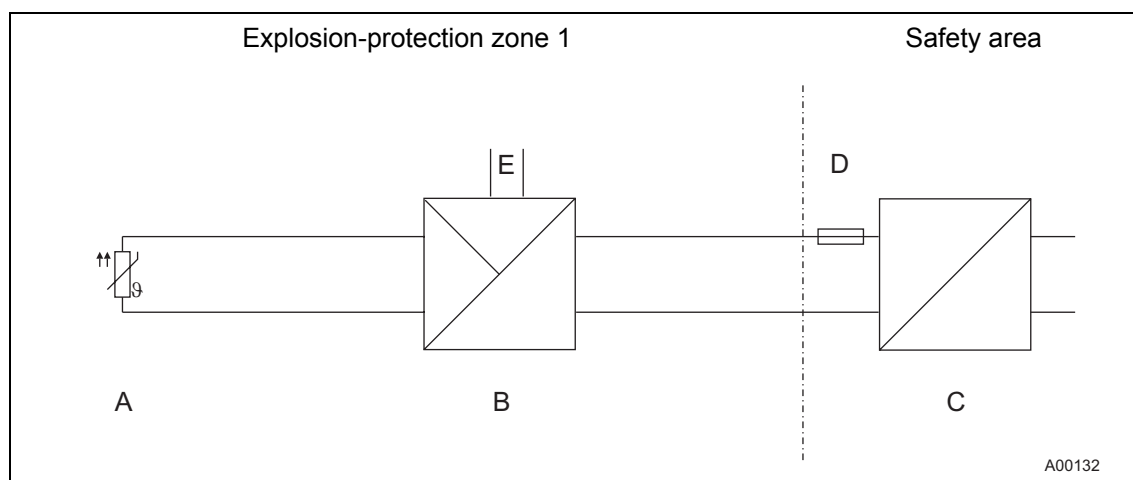 Explosion-protection zone 1
Safety area
E
D
ϑ
A
B
C
A00132